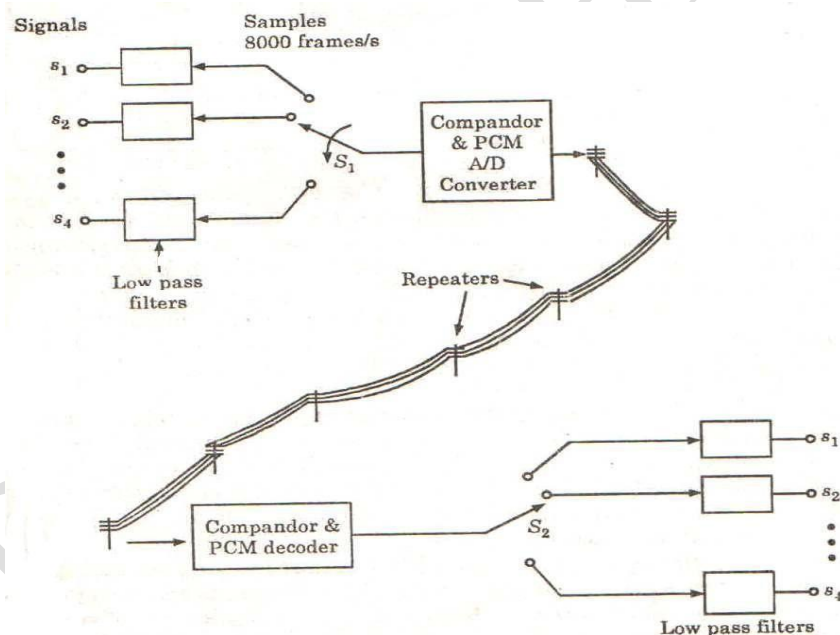 Signals
Samples
8000 frames/s
s1
s2
s4
S1
Compandor
& PCM
A/D
Converter
Low pass
filters
Repeaters
Compandor &
PCM decoder
S2
s1
s2
s4
Low pass filters